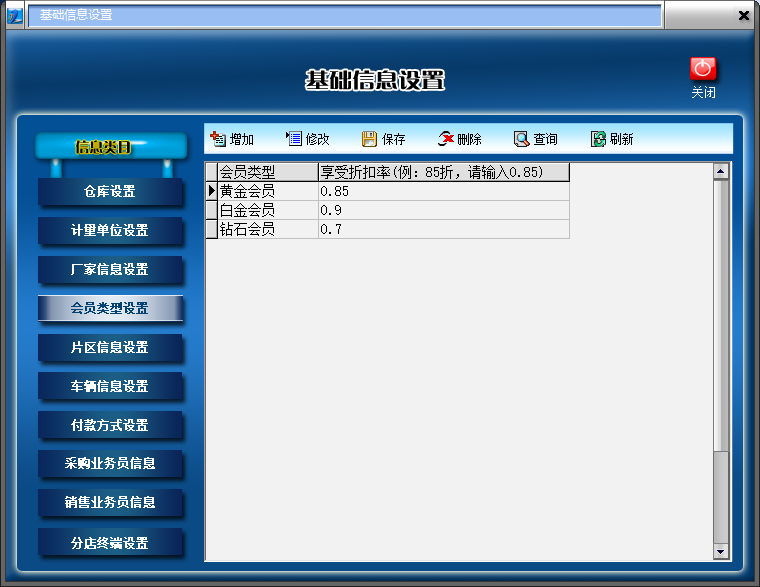 基础信息设置
基础信息设置
关闭
信息类目
仓库设置
计量单位设置
厂家信息设置
会员类型设置
片区信息设置
车辆信息设置
付款方式设置
采购业务员信息
销售业务员信息
分店终端设置
增加 修改 保存 删除 查询 刷新
会员类型 享受折扣率(例：85折，请输入0.85)
黄金会员 0.85
白金会员 0.9
钻石会员 0.7